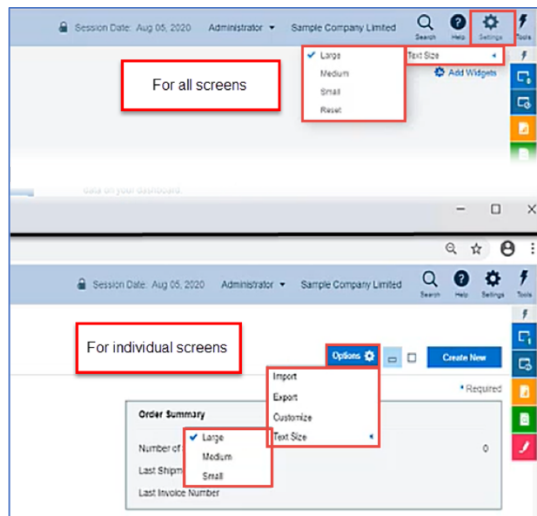 Session Date: Aug 05, 2020 Administrator Sample Company Limited Search Help Settings Tools
Large Text Size
For all screens
Medium Add Widgets
Small
Reset
data on your dashboard.
Session Date: Aug 05, 2020 Administrator Sample Company Limited Search Help Settings Tools
For individual screens
Options Create New
Import
* Required
Export
Order Summary Customize
Number of Large Text Size 0
Medium
Last Shipm
Small
Last Invoice Number